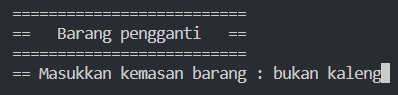 ==========================
==   Barang pengganti   ==
==========================
== Masukkan kemasan barang : bukan kaleng